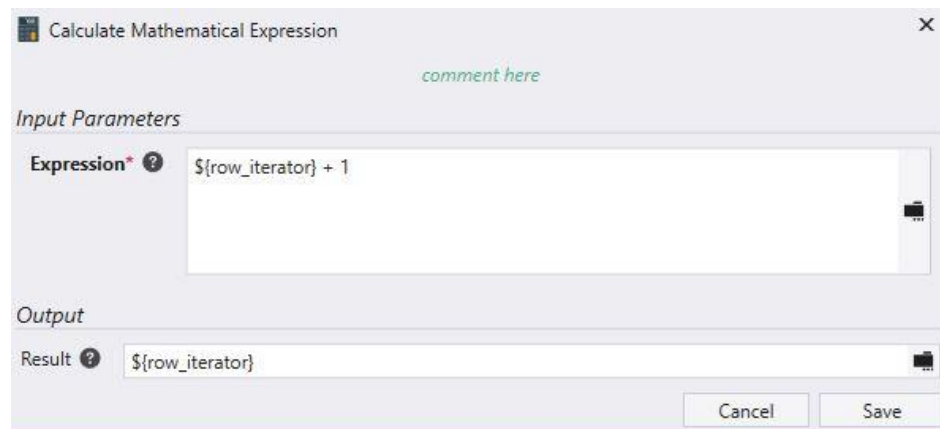 Calculate Mathematical Expression
comment here
Input Parameters
Expression* ${row_iterator} + 1
Output
Result ${row_iterator}
Cancel Save